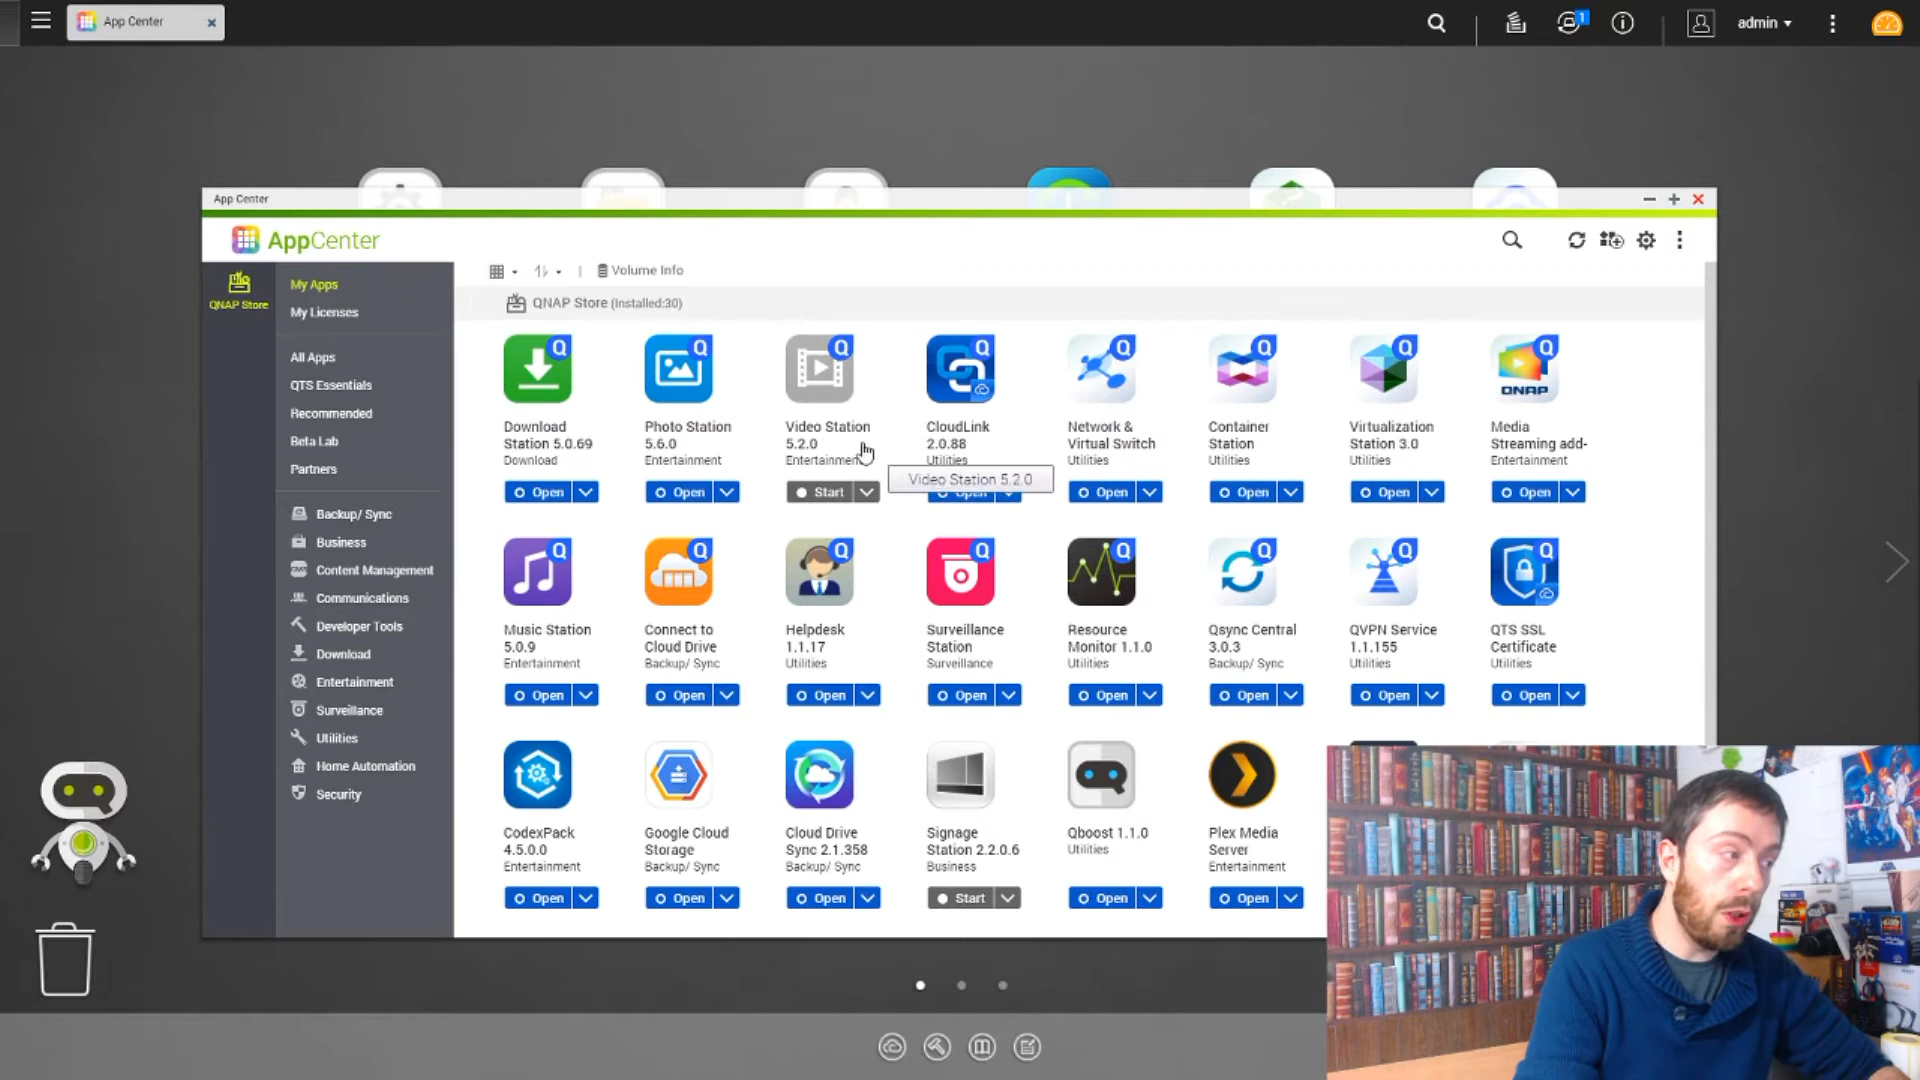 App Center
1
admin
App Center
AppCenter
QNAP Store
My Apps
My Licenses
All Apps
QTS Essentials
Recommended
Beta Lab
Partners
Backup/ Sync
Business
Content Management
Communications
Developer Tools
Download
Entertainment
Surveillance
Utilities
Home Automation
Security
Volume Info
QNAP Store (Installed:30)
Q Q Q Q Q Q Q Q
QNAP
Download Photo Station Video Station CloudLink Network & Container Virtualization Media
Station 5.0.69 5.6.0 5.2.0 2.0.88 Virtual Switch Station Station 3.0 Streaming add-
Download Entertainment Entertainment Utilities Utilities Utilities Utilities Entertainment
Video Station 5.2.0
Open Open Start Open Open Open Open Open
Q Q Q Q Q Q Q Q
Music Station Connect to Helpdesk Surveillance Resource Qsync Central QVPN Service QTS SSL
5.0.9 Cloud Drive 1.1.17 Station Monitor 1.1.0 3.0.3 1.1.155 Certificate
Entertainment Backup/ Sync Utilities Surveillance Utilities Backup/ Sync Utilities Utilities
Open Open Open Open Open Open Open Open
CodexPack Google Cloud Cloud Drive Signage Qboost 1.1.0 Plex Media
4.5.0.0 Storage Sync 2.1.358 Station 2.2.0.6 Utilities Server
Entertainment Backup/ Sync Backup/ Sync Business Entertainment
Open Open Open Start Open Open